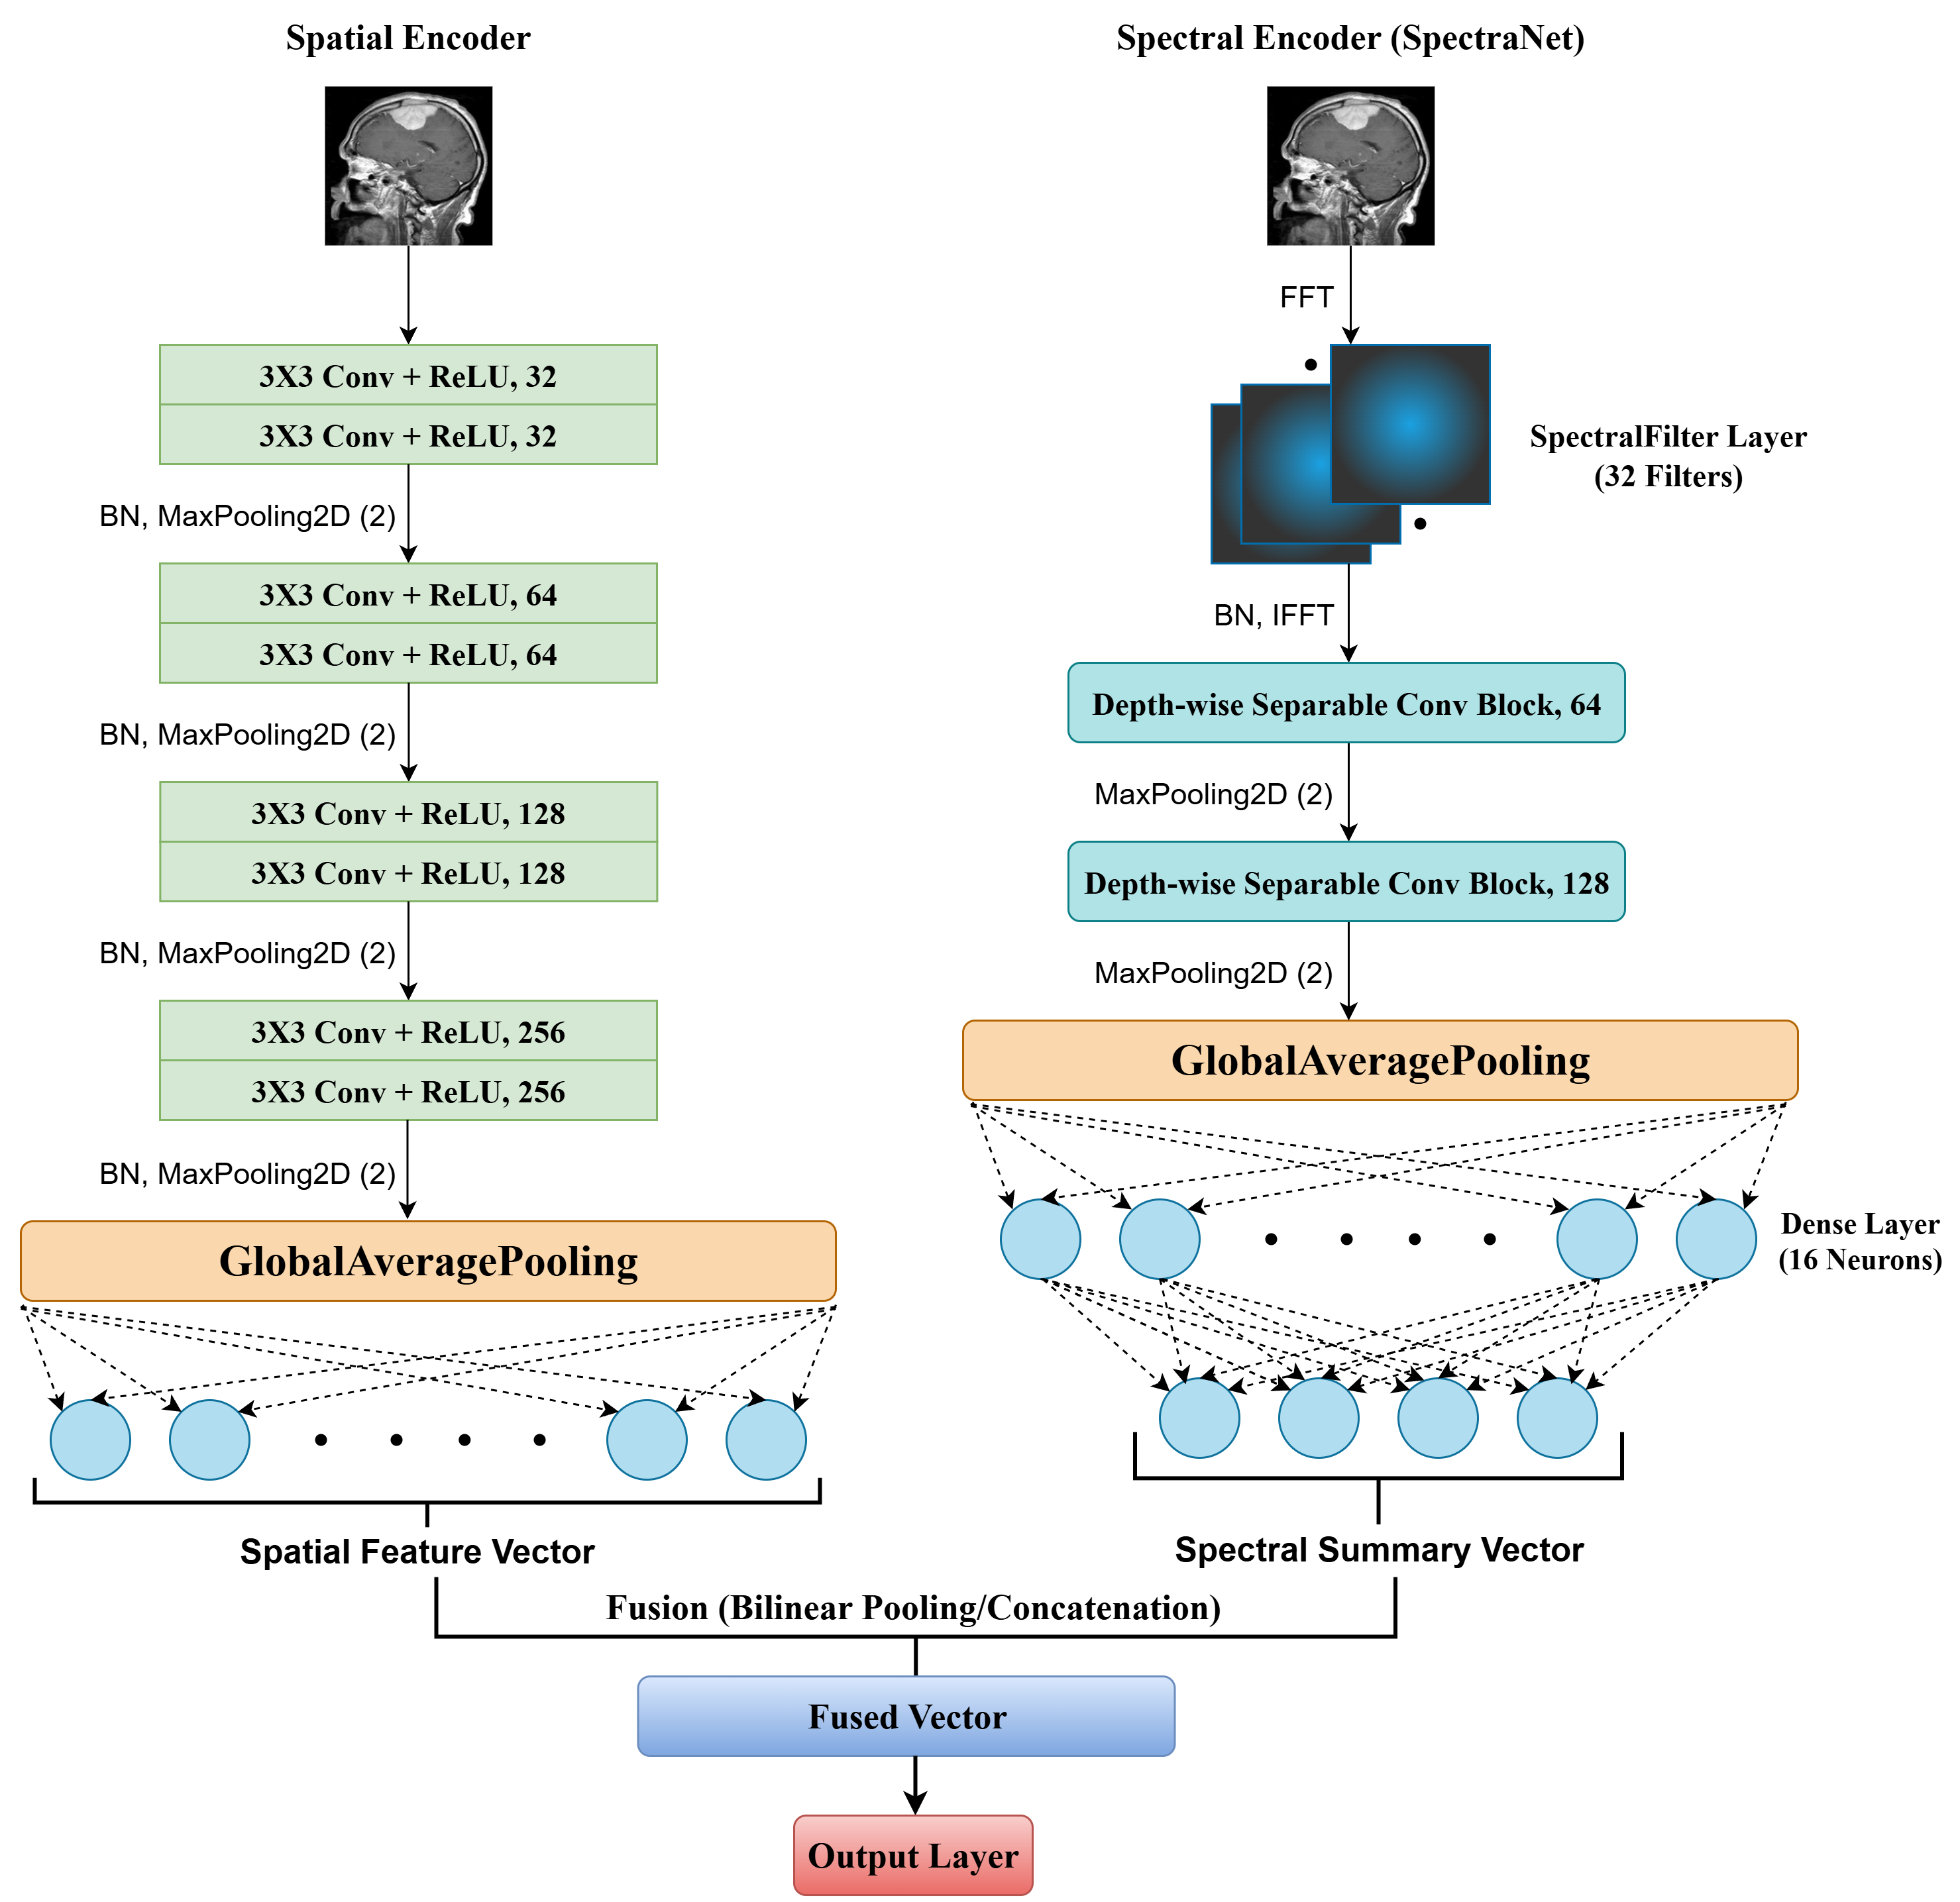 Spatial Encoder
3X3 Conv + ReLU, 32
3X3 Conv + ReLU, 32
BN, MaxPooling2D (2)
3X3 Conv + ReLU, 64
3X3 Conv + ReLU, 64
BN, MaxPooling2D (2)
3X3 Conv + ReLU, 128
3X3 Conv + ReLU, 128
BN, MaxPooling2D (2)
3X3 Conv + ReLU, 256
3X3 Conv + ReLU, 256
BN, MaxPooling2D (2)
GlobalAveragePooling
Spatial Feature Vector
Spectral Encoder (SpectraNet)
FFT
SpectralFilter Layer
(32 Filters)
BN, IFFT
Depth-wise Separable Conv Block, 64
MaxPooling2D (2)
Depth-wise Separable Conv Block, 128
MaxPooling2D (2)
GlobalAveragePooling
Dense Layer
(16 Neurons)
Spectral Summary Vector
Fusion (Bilinear Pooling/Concatenation)
Fused Vector
Output Layer